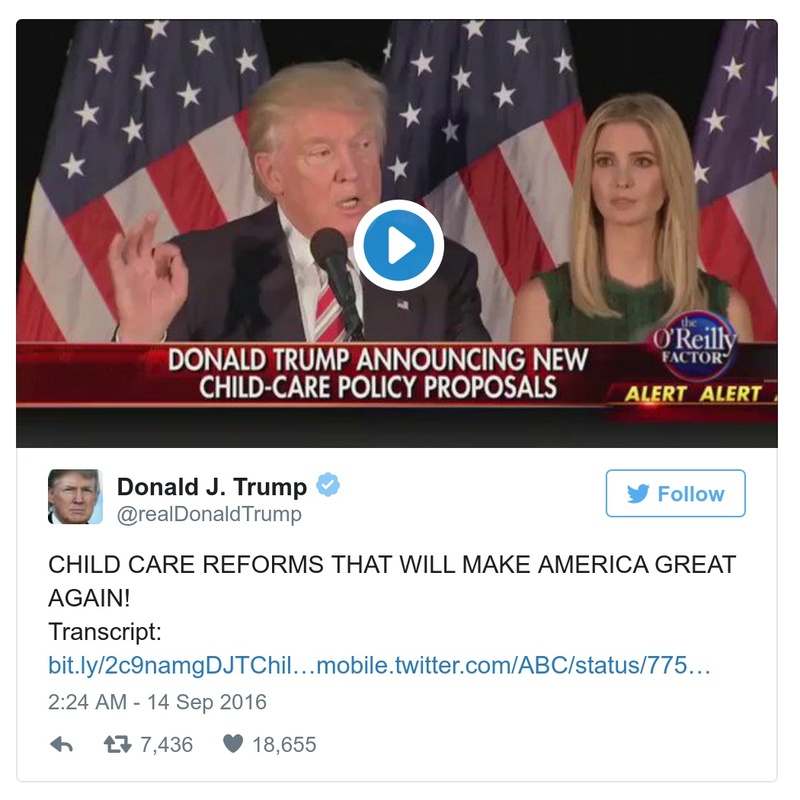 the
O'Reilly
FACTOR
DONALD TRUMP ANNOUNCING NEW
CHILD-CARE POLICY PROPOSALS
ALERT ALERT
Donald J. Trump
@realDonaldTrump
Follow
CHILD CARE REFORMS THAT WILL MAKE AMERICA GREAT
AGAIN!
Transcript:
bit.ly/2c9namgDJTChil…mobile.twitter.com/ABC/status/775…
2:24 AM - 14 Sep 2016
7,436 18,655